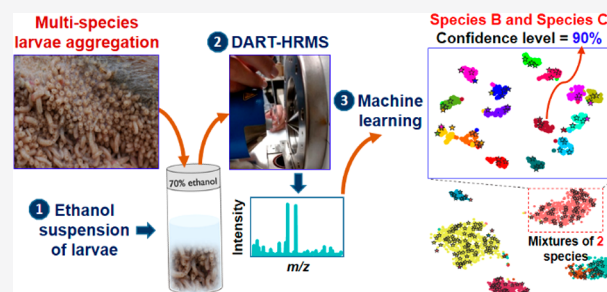 Multi-species
larvae aggregation
2 DART-HRMS
Species B and Species C
Confidence level = 90%
3 Machine
learning
70% ethanol
1 Ethanol
suspension
of larvae
Intensity
m/z
Mixtures of 2
species